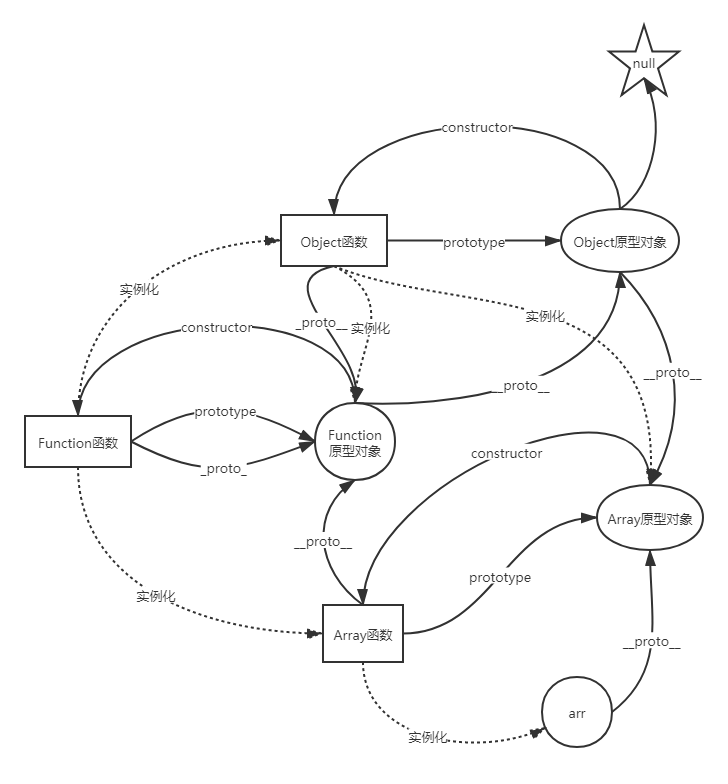 null
constructor
Object函数
prototype
Object原型对象
实例化
_proto__
实例化
实例化
constructor
__proto__
__proto__
prototype
Function函数
_proto_
Function
原型对象
constructor
Array原型对象
__proto__
prototype
实例化
Array函数
__proto__
arr
实例化